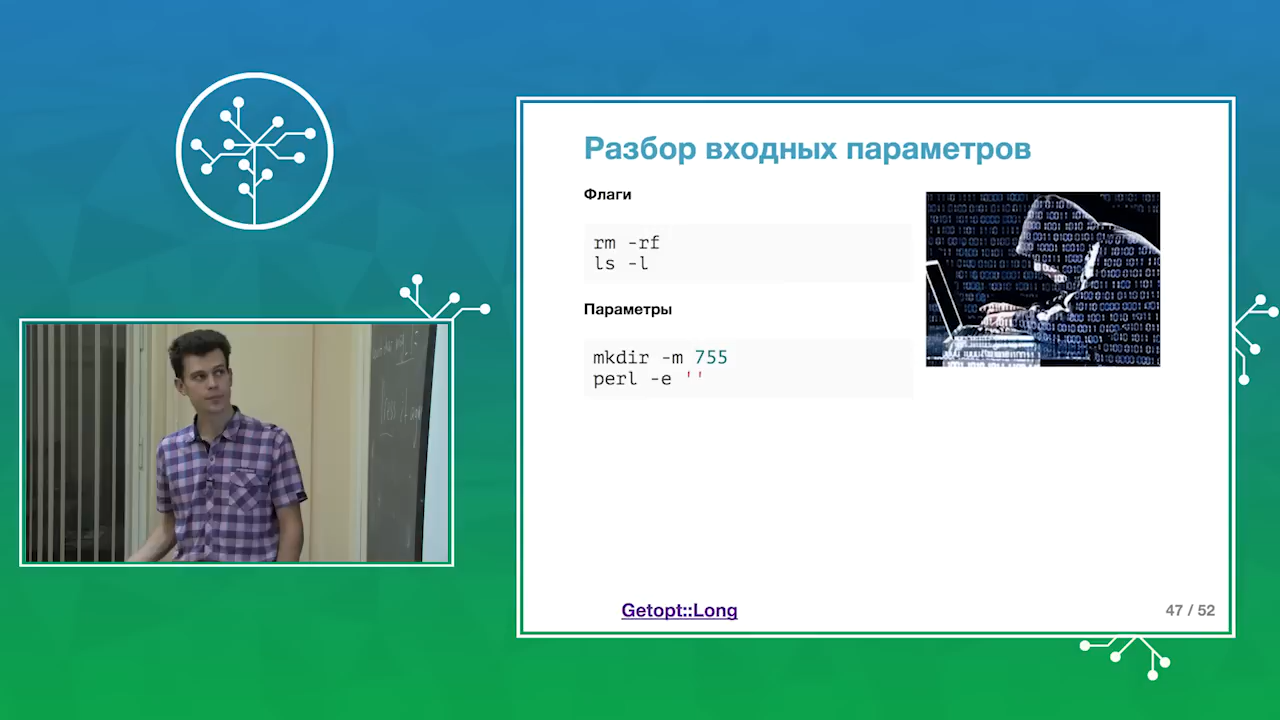 Разбор входных параметров
Флаги
rm -rf
ls -l
Параметры
mkdir -m 755
perl -e ''
Getopt::Long
47 / 52